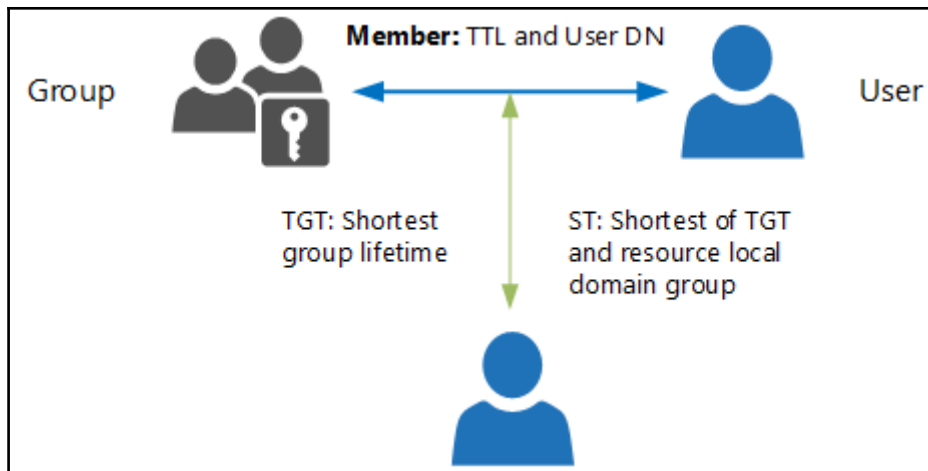 Member: TTL and User DN
Group
User
TGT: Shortest
group lifetime
ST: Shortest of TGT
and resource local
domain group